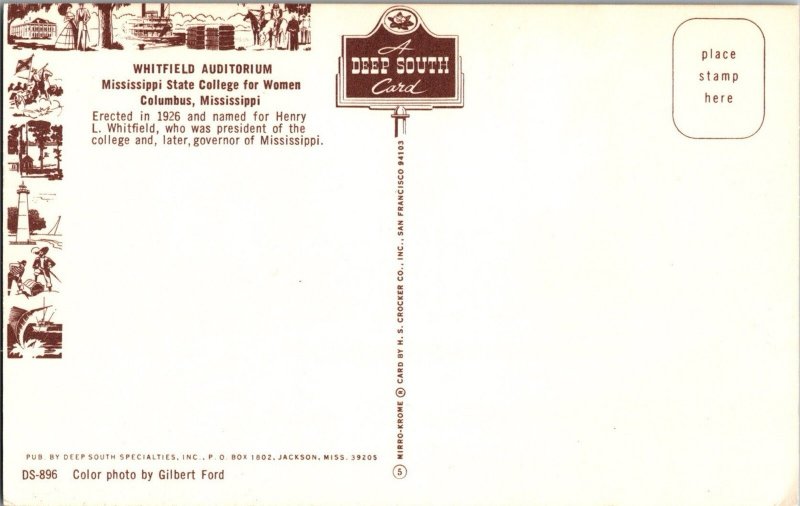 WHITFIELD AUDITORIUM
Mississippi State College for Women
Columbus, Mississippi
Erected in 1926 and named for Henry
L. Whitfield, who was president of the
college and, later, governor of Mississippi.
A
DEEP SOUTH
Card
place
stamp
here
MIRRO-KROME ® CARD BY H. S. CROCKER CO., INC., SAN FRANCISCO 94103
PUB. BY DEEP SOUTH SPECIALTIES, INC., P. O. BOX 1802, JACKSON, MISS. 39205
DS-896 Color photo by Gilbert Ford
5